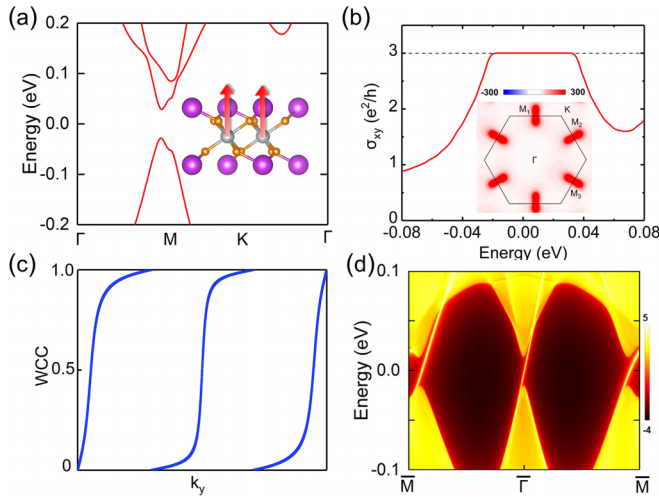 (a)
0.2
0.1
0.0
-0.1
-0.2
Energy (eV)
Γ M K Γ
(b)
4
3
2
1
0
σxy (e²/h)
-300 300
M1 K
M2
Γ
M3
-0.08 -0.04 0.00 0.04 0.08
Energy (eV)
(c)
1.0
0.5
0
WCC
ky
(d)
0.1
0.0
-0.1
Energy (eV)
5
-4
M̅ Γ̅ M̅